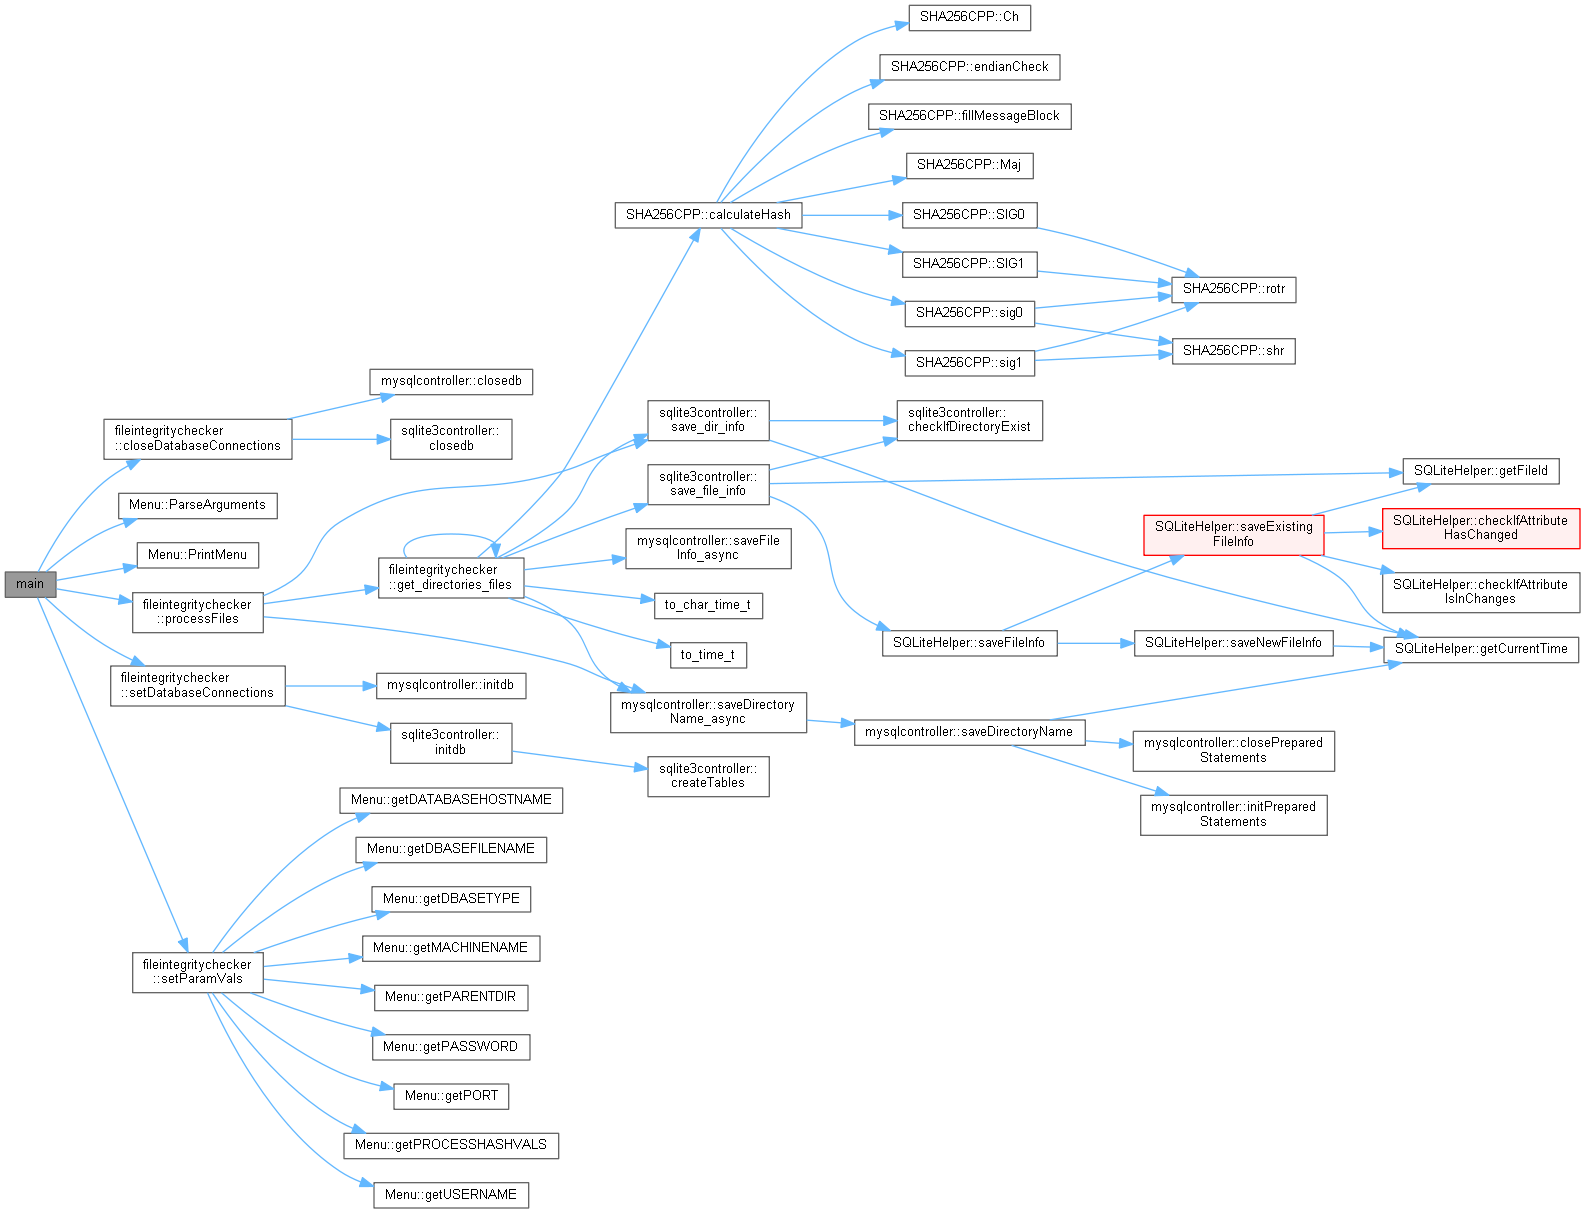 main
fileintegritychecker
::closeDatabaseConnections
mysqlcontroller::closedb
sqlite3controller::
closedb
Menu::ParseArguments
Menu::PrintMenu
fileintegritychecker
::processFiles
fileintegritychecker
::get_directories_files
SHA256CPP::calculateHash
SHA256CPP::Ch
SHA256CPP::endianCheck
SHA256CPP::fillMessageBlock
SHA256CPP::Maj
SHA256CPP::SIG0
SHA256CPP::SIG1
SHA256CPP::sig0
SHA256CPP::sig1
SHA256CPP::rotr
SHA256CPP::shr
sqlite3controller::
save_dir_info
sqlite3controller::
checkIfDirectoryExist
sqlite3controller::
save_file_info
mysqlcontroller::saveFile
Info_async
to_char_time_t
to_time_t
mysqlcontroller::saveDirectory
Name_async
SQLiteHelper::saveFileInfo
SQLiteHelper::saveExisting
FileInfo
SQLiteHelper::saveNewFileInfo
SQLiteHelper::getFileId
SQLiteHelper::checkIfAttribute
HasChanged
SQLiteHelper::checkIfAttribute
IsInChanges
SQLiteHelper::getCurrentTime
mysqlcontroller::saveDirectoryName
mysqlcontroller::closePrepared
Statements
mysqlcontroller::initPrepared
Statements
fileintegritychecker
::setDatabaseConnections
mysqlcontroller::initdb
sqlite3controller::
initdb
sqlite3controller::
createTables
fileintegritychecker
::setParamVals
Menu::getDATABASEHOSTNAME
Menu::getDBASEFILENAME
Menu::getDBASETYPE
Menu::getMACHINENAME
Menu::getPARENTDIR
Menu::getPASSWORD
Menu::getPORT
Menu::getPROCESSHASHVALS
Menu::getUSERNAME